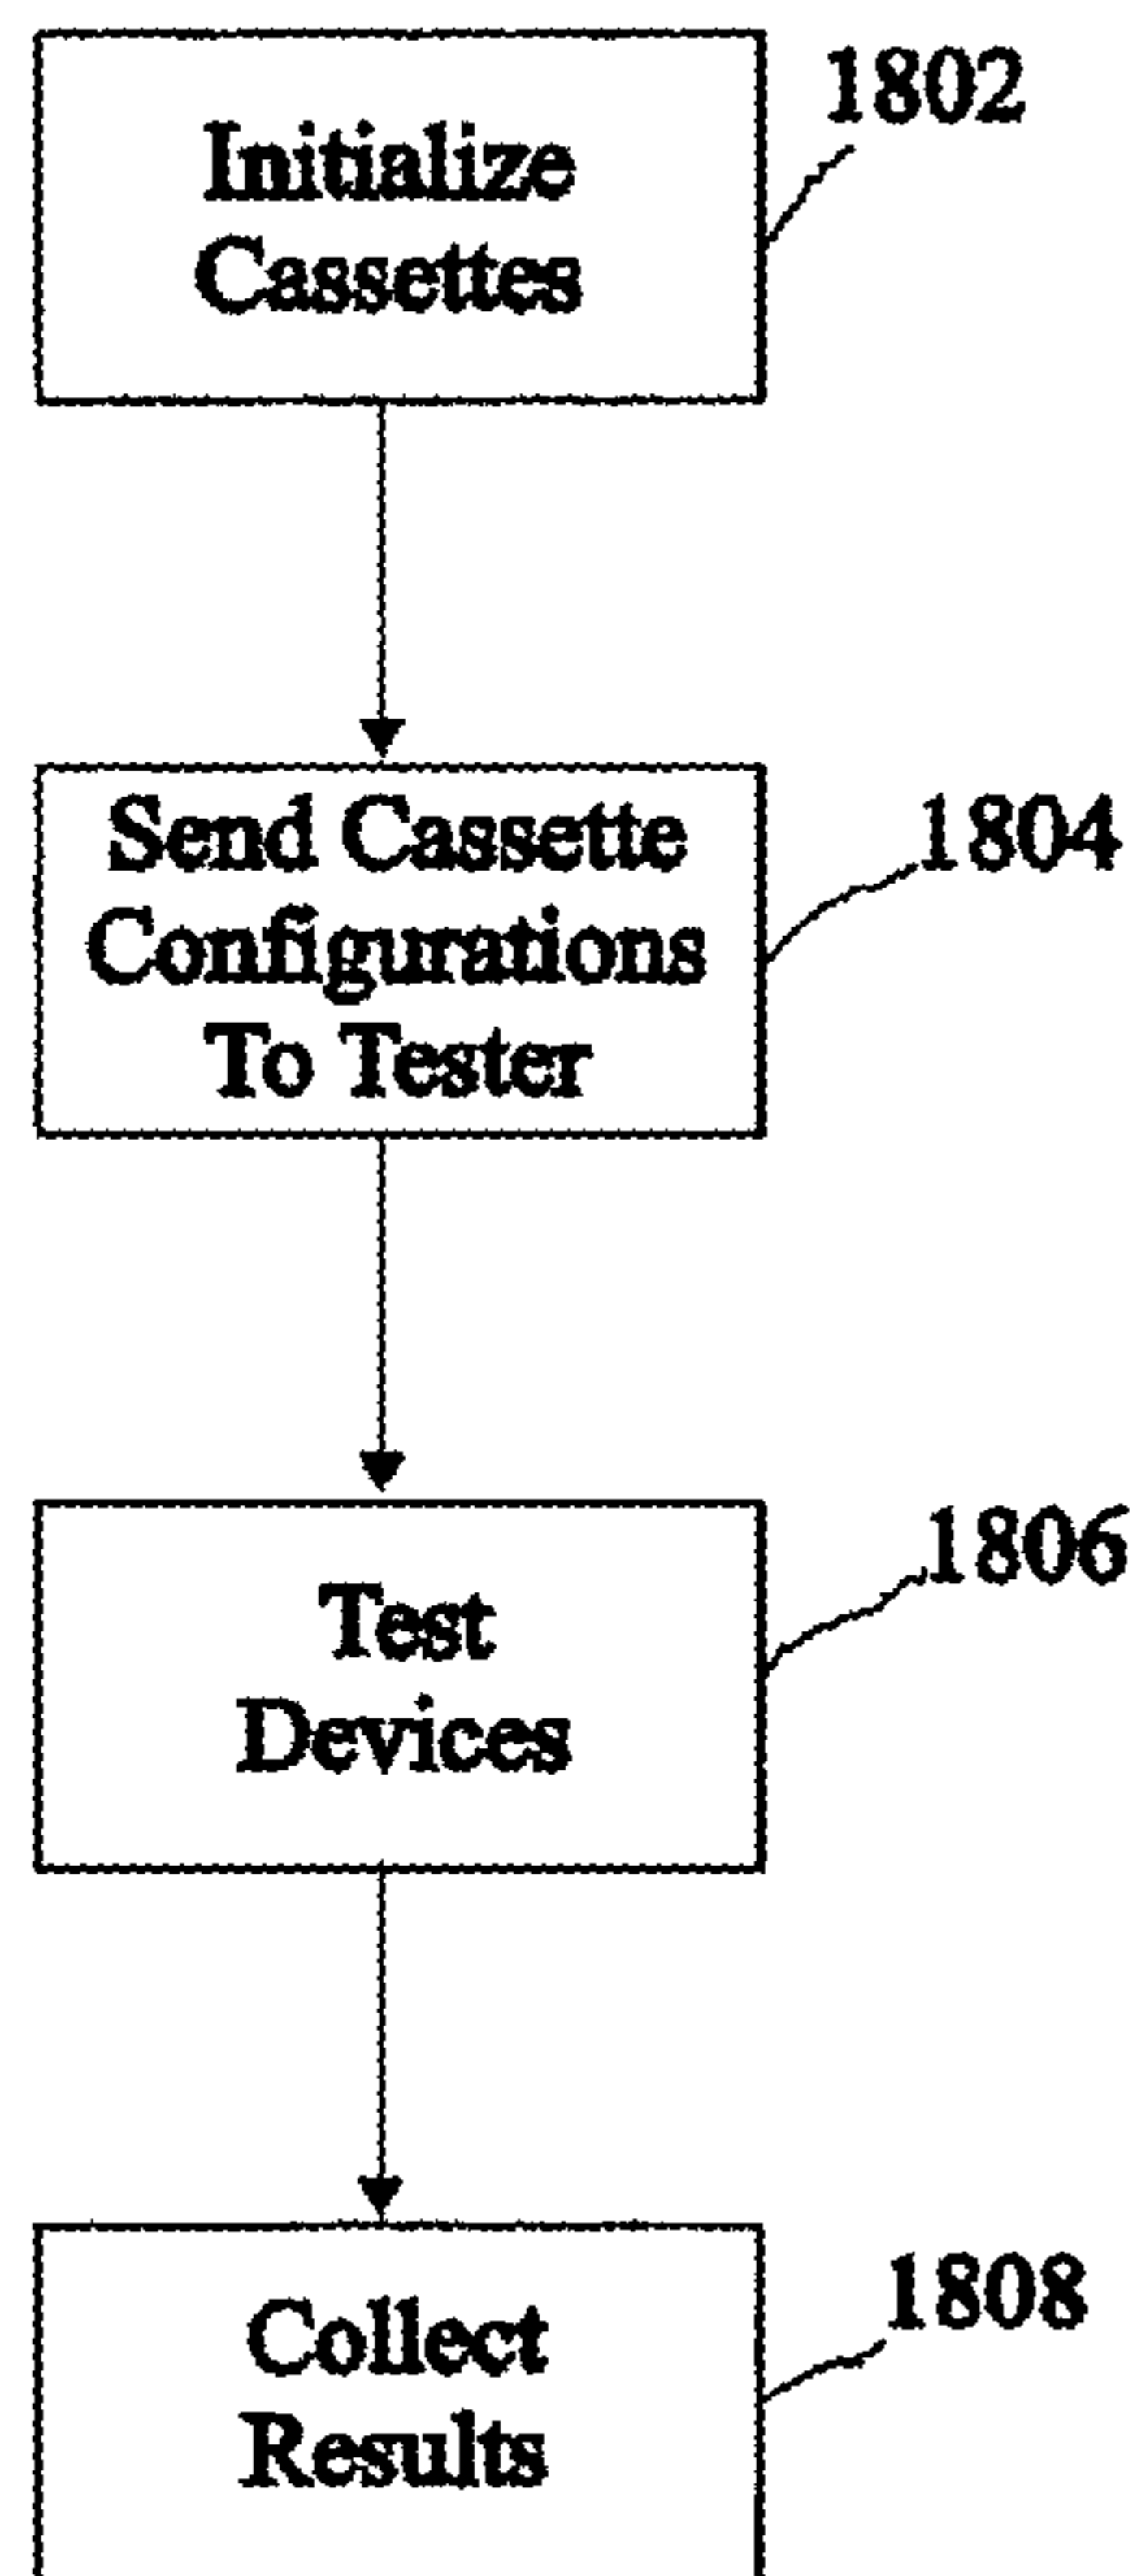 Initialize
Cassettes
1802
Send Cassette
Configurations
To Tester
1804
Test
Devices
1806
Collect
Results
1808